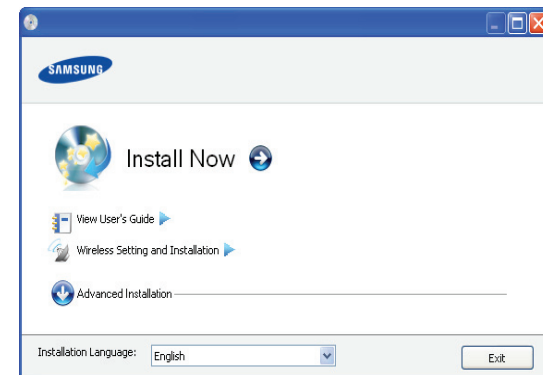 SAMSUNG
Install Now
View User's Guide
Wireless Setting and Installation
Advanced Installation
Installation Language: English Exit